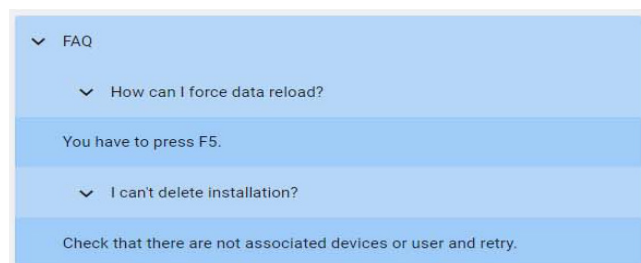 FAQ
How can I force data reload?
You have to press F5.
I can't delete installation?
Check that there are not associated devices or user and retry.